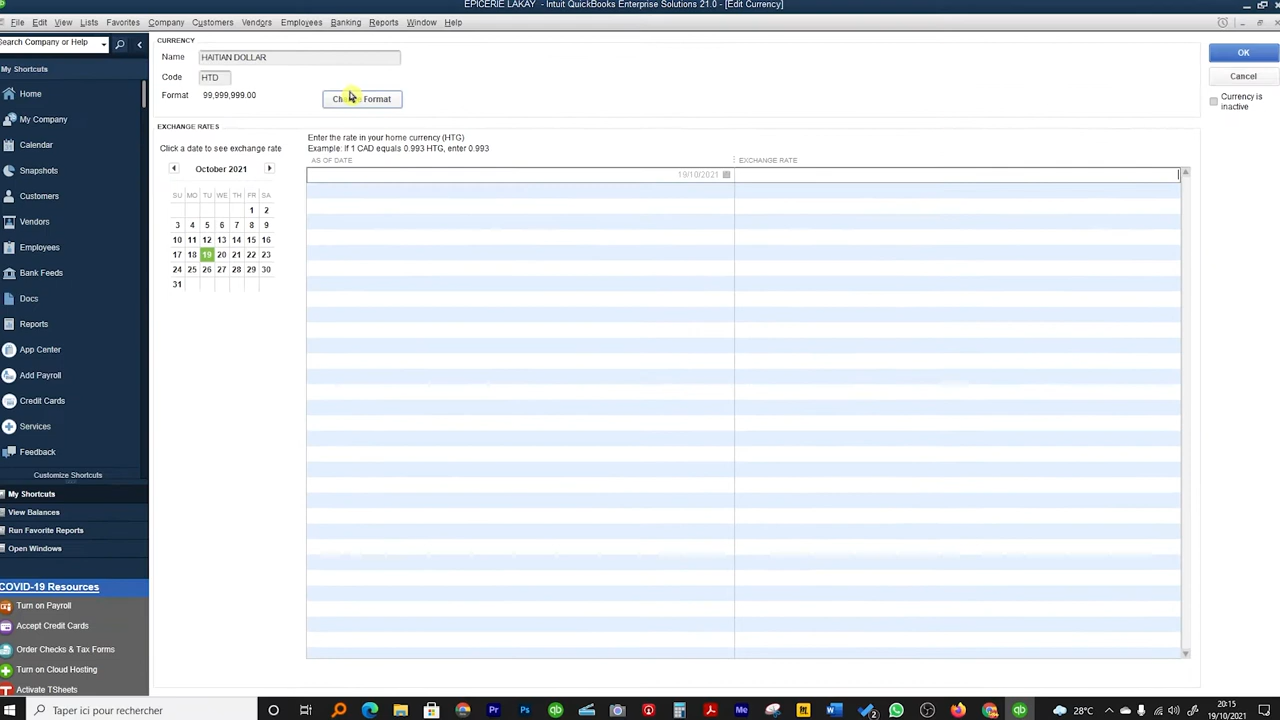 EPICERIE LAKAY - Intuit QuickBooks Enterprise Solutions 21.0 - [Edit Currency]
File Edit View Lists Favorites Company Customers Vendors Employees Banking Reports Window Help
Search Company or Help
My Shortcuts
Home
My Company
Calendar
Snapshots
Customers
Vendors
Employees
Bank Feeds
Docs
Reports
App Center
Add Payroll
Credit Cards
Services
Feedback
Customize Shortcuts
My Shortcuts
View Balances
Run Favorite Reports
Open Windows
COVID-19 Resources
Turn on Payroll
Accept Credit Cards
Order Checks & Tax Forms
Turn on Cloud Hosting
Activate TSheets
CURRENCY
Name HAITIAN DOLLAR
Code HTD
Format 99,999,999.00
Format
OK
Cancel
Currency is
inactive
EXCHANGE RATES
Click a date to see exchange rate
October 2021
SU MO TU WE TH FR SA
1 2
3 4 5 6 7 8 9
10 11 12 13 14 15 16
17 18 19 20 21 22 23
24 25 26 27 28 29 30
31
Enter the rate in your home currency (HTG)
Example: If 1 CAD equals 0.993 HTG, enter 0.993
AS OF DATE EXCHANGE RATE
19/10/2021
Taper ici pour rechercher
28°C
20:15
19/10/2021